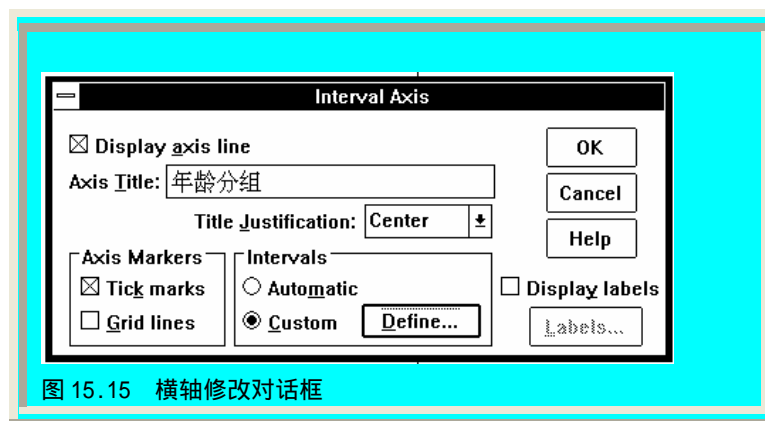 Interval Axis
Display axis line
OK
Axis Title: 年龄分组
Cancel
Title Justification: Center
Help
Axis Markers
Intervals
Tick marks
Automatic
Display labels
Grid lines
Custom
Define...
Labels...
图 15.15 横轴修改对话框